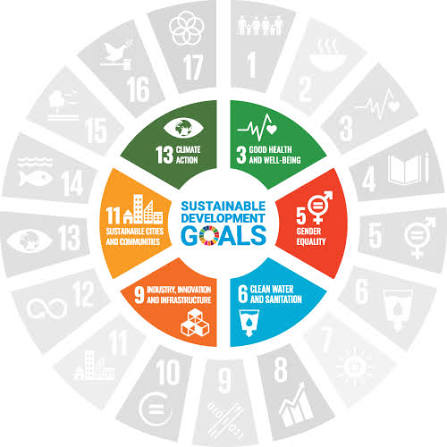 17
1
2
3
4
5
6
7
8
9
10
11
12
13
14
15
16
13 CLIMATE
ACTION
3 GOOD HEALTH
AND WELL-BEING
11
SUSTAINABLE CITIES
AND COMMUNITIES
SUSTAINABLE
DEVELOPMENT
GOALS
5
GENDER
EQUALITY
9 INDUSTRY, INNOVATION
AND INFRASTRUCTURE
6 CLEAN WATER
AND SANITATION